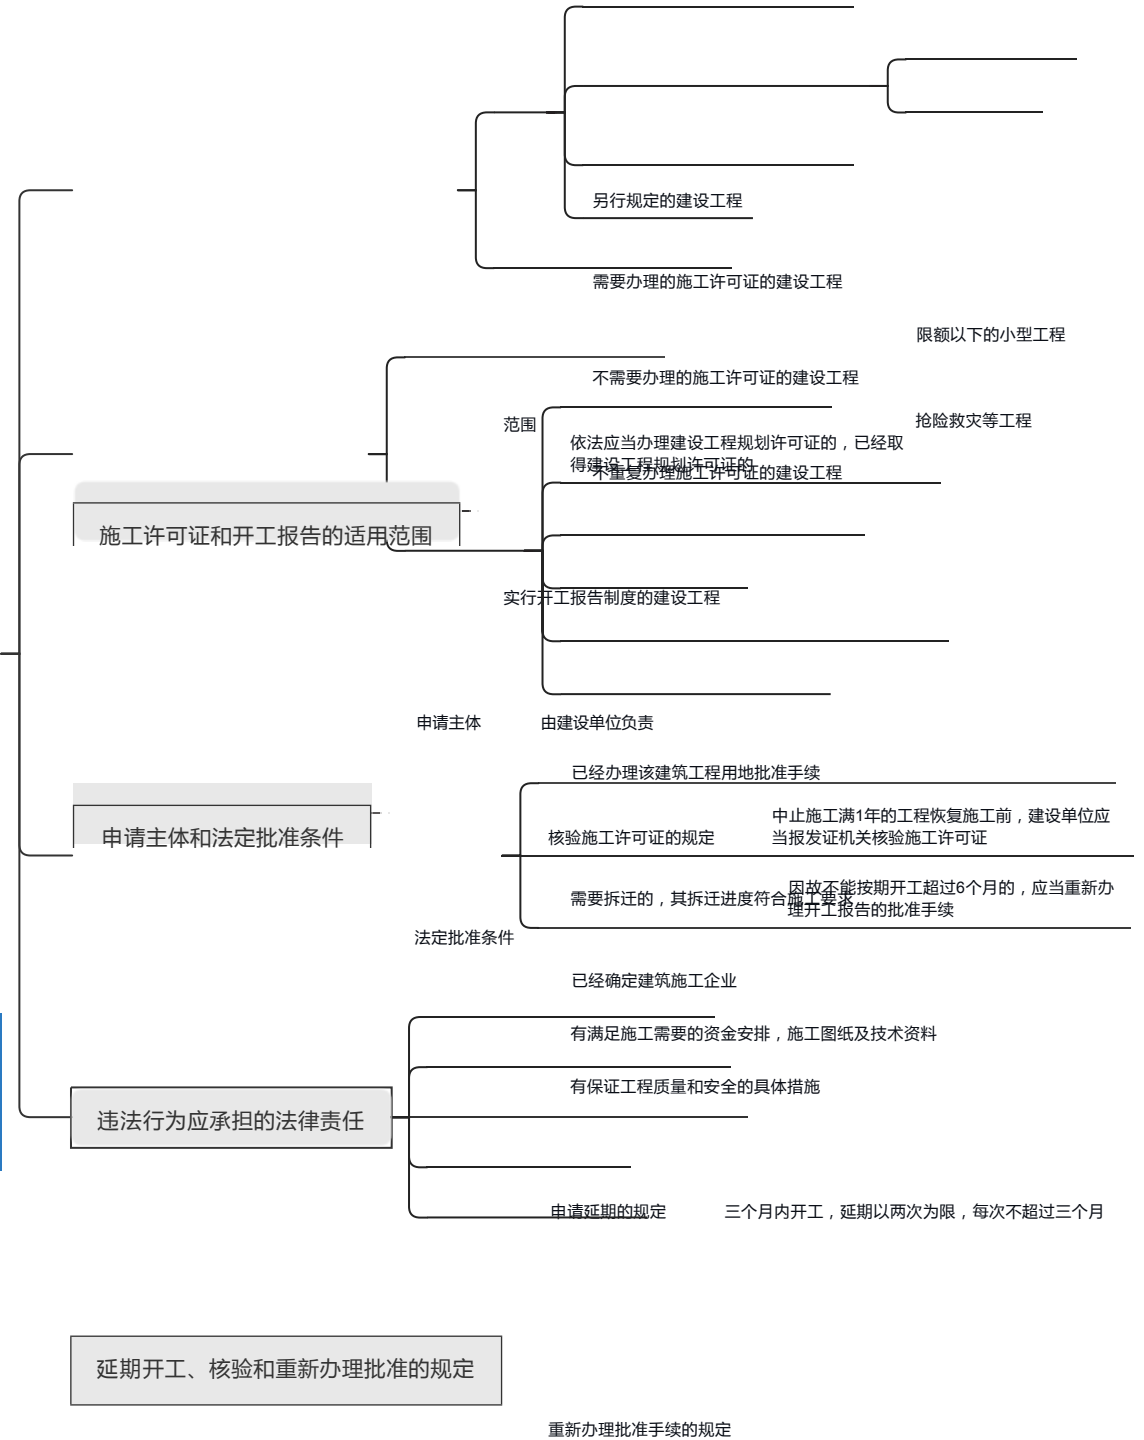 另行规定的建设工程
需要办理的施工许可证的建设工程
限额以下的小型工程
不需要办理的施工许可证的建设工程
抢险救灾等工程
范围
依法应当办理建设工程规划许可证的，已经取
得建设工程规划许可证的
不重复办理施工许可证的建设工程
施工许可证和开工报告的适用范围
实行开工报告制度的建设工程
申请主体
由建设单位负责
已经办理该建筑工程用地批准手续
申请主体和法定批准条件
核验施工许可证的规定
中止施工满1年的工程恢复施工前，建设单位应
当报发证机关核验施工许可证
需要拆迁的，其拆迁进度符合施工要求
因故不能按期开工超过6个月的，应当重新办
理开工报告的批准手续
法定批准条件
已经确定建筑施工企业
有满足施工需要的资金安排，施工图纸及技术资料
有保证工程质量和安全的具体措施
违法行为应承担的法律责任
申请延期的规定
三个月内开工，延期以两次为限，每次不超过三个月
延期开工、核验和重新办理批准的规定
重新办理批准手续的规定